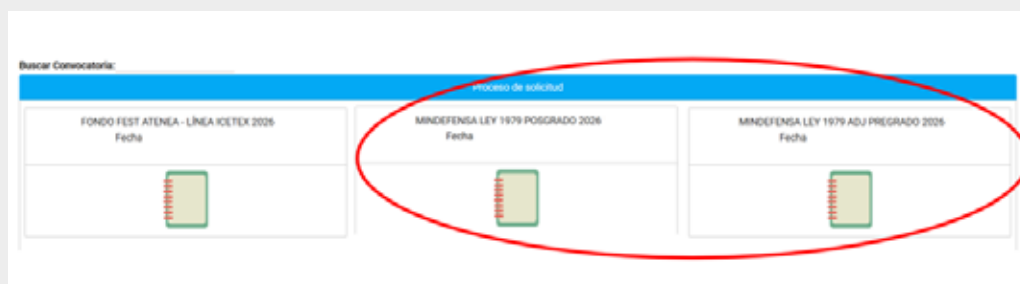 Buscar Convocatoria:
Proceso de solicitud
FONDO FEST ATENEA - LÍNEA ICETEX 2026
Fecha
MINDEFENSA LEY 1979 POSGRADO 2026
Fecha
MINDEFENSA LEY 1979 ADJ PREGRADO 2026
Fecha